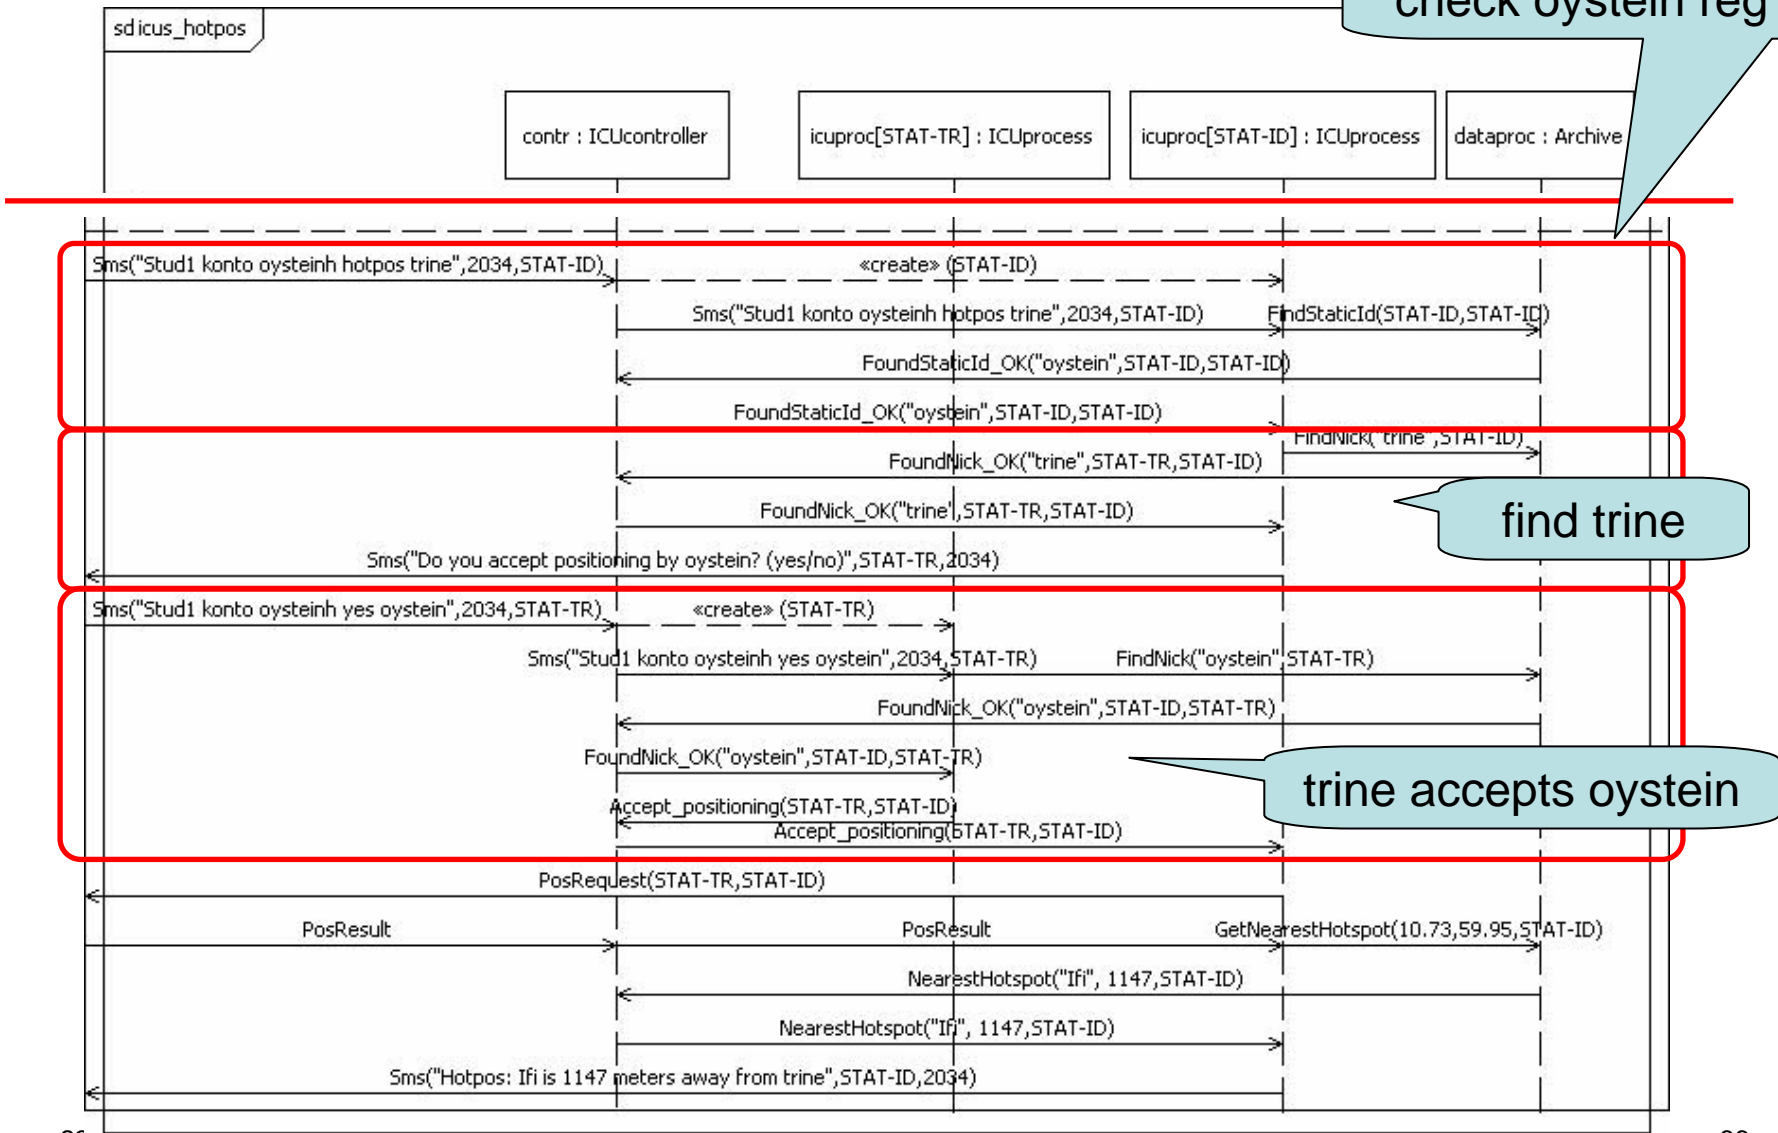 check oystein reg
sd icus_hotpos
contr : ICUcontroller
icuproc[STAT-TR] : ICUprocess
icuproc[STAT-ID] : ICUprocess
dataproc : Archive
Sms("Stud1 konto oysteinh hotpos trine",2034,STAT-ID)
«create» (STAT-ID)
Sms("Stud1 konto oysteinh hotpos trine",2034,STAT-ID)
FindStaticId(STAT-ID,STAT-ID)
FoundStaticId_OK("oystein",STAT-ID,STAT-ID)
FoundStaticId_OK("oystein",STAT-ID,STAT-ID)
FindNick("trine",STAT-ID)
FoundNick_OK("trine",STAT-TR,STAT-ID)
FoundNick_OK("trine",STAT-TR,STAT-ID)
find trine
Sms("Do you accept positioning by oystein? (yes/no)",STAT-TR,2034)
Sms("Stud1 konto oysteinh yes oystein",2034,STAT-TR)
«create» (STAT-TR)
Sms("Stud1 konto oysteinh yes oystein",2034,STAT-TR)
FindNick("oystein",STAT-TR)
FoundNick_OK("oystein",STAT-ID,STAT-TR)
FoundNick_OK("oystein",STAT-ID,STAT-TR)
trine accepts oystein
Accept_positioning(STAT-TR,STAT-ID)
Accept_positioning(STAT-TR,STAT-ID)
PosRequest(STAT-TR,STAT-ID)
PosResult
PosResult
GetNearestHotspot(10.73,59.95,STAT-ID)
NearestHotspot("Ifi", 1147,STAT-ID)
NearestHotspot("Ifi", 1147,STAT-ID)
Sms("Hotpos: Ifi is 1147 meters away from trine",STAT-ID,2034)